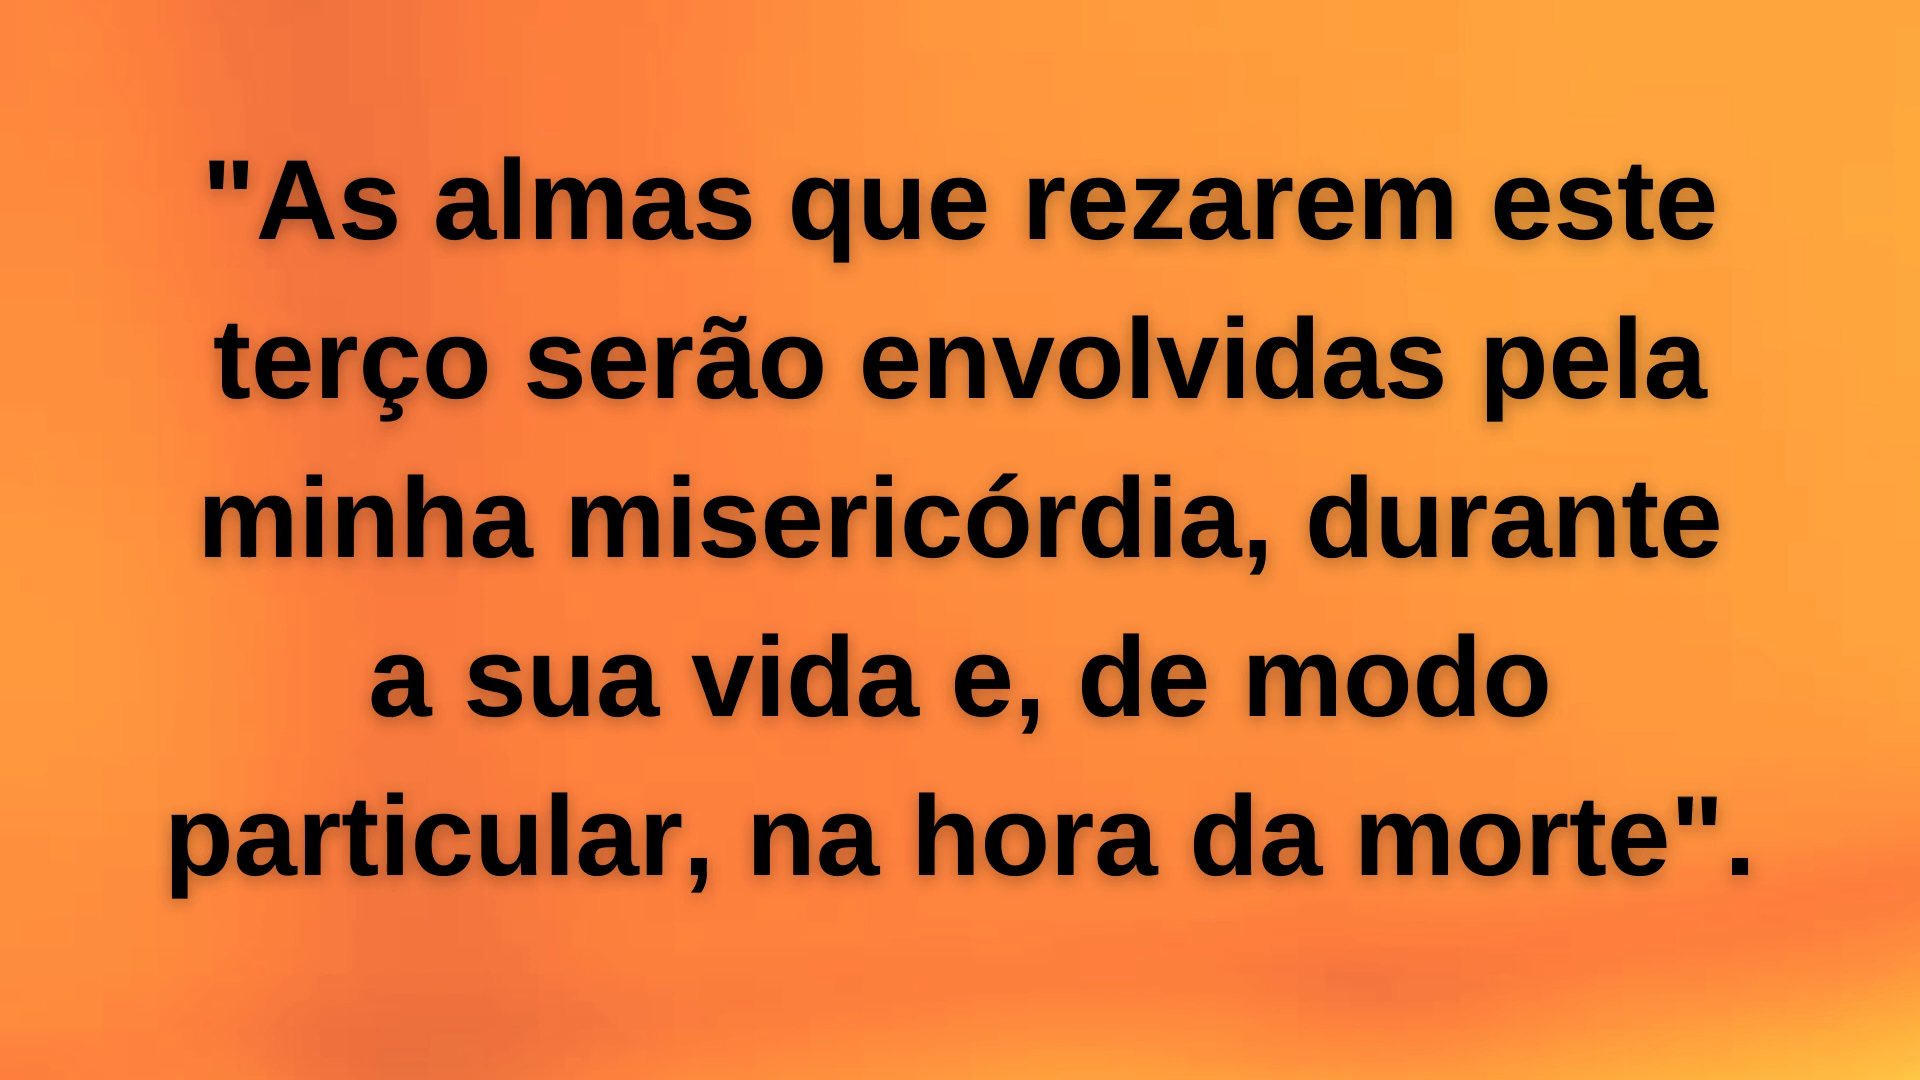 "As almas que rezarem este
terço serão envolvidas pela
minha misericórdia, durante
a sua vida e, de modo
particular, na hora da morte".